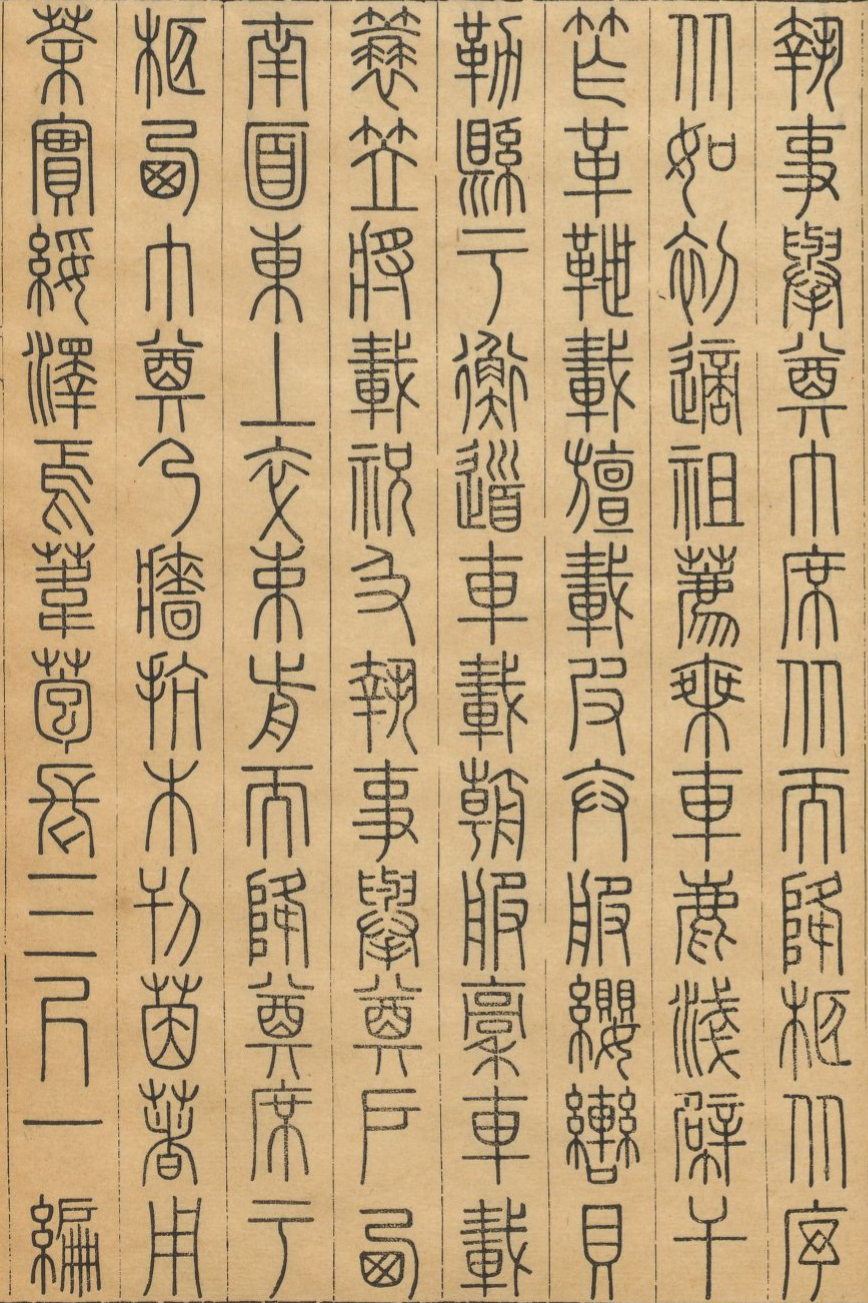 執事舉奠巾席从而降柩从序
从如初適祖薦乘車鹿淺幦干
笮革靾載旜載皮弁服纓轡貝
勒縣于衡道車載朝服稾車載
蓑笠將載祝及執事舉奠戶西
南面東上卒束前而降奠席于
柩西巾奠乃牆抗木刊茵著用
荼實綏澤焉葦苞長三尺一編